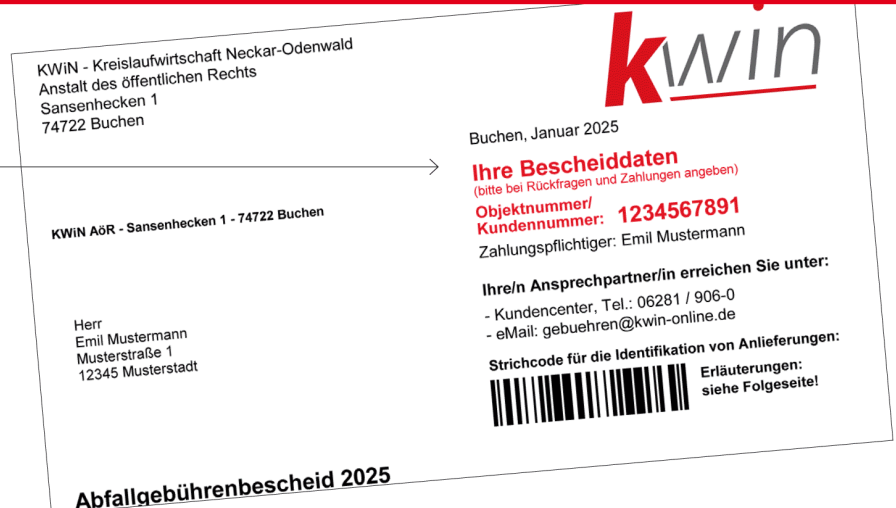 KWiN - Kreislaufwirtschaft Neckar-Odenwald
Anstalt des öffentlichen Rechts
Sansenhecken 1
74722 Buchen
kwin
Buchen, Januar 2025
Ihre Bescheiddaten
(bitte bei Rückfragen und Zahlungen angeben)
Objektnummer/
Kundennummer: 1234567891
Zahlungspflichtiger: Emil Mustermann
KWiN AöR - Sansenhecken 1 - 74722 Buchen
Ihre/n Ansprechpartner/in erreichen Sie unter:
- Kundencenter, Tel.: 06281 / 906-0
- eMail: gebuehren@kwin-online.de
Herr
Emil Mustermann
Musterstraße 1
12345 Musterstadt
Strichcode für die Identifikation von Anlieferungen:
Erläuterungen:
siehe Folgeseite!
Abfallgebührenbescheid 2025